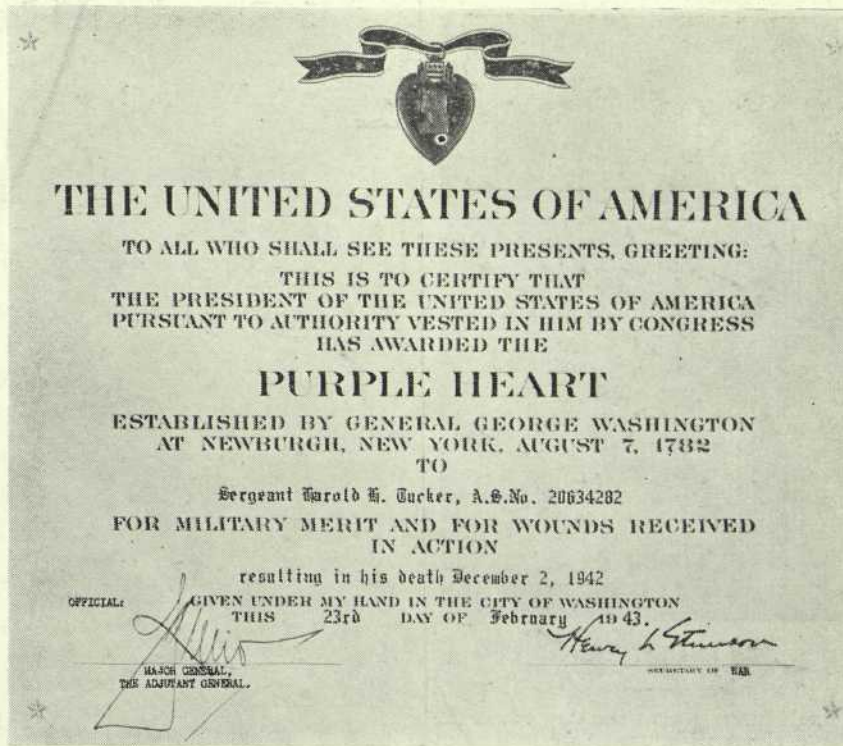 THE UNITED STATES OF AMERICA
TO ALL WHO SHALL SEE THESE PRESENTS, GREETING:
THIS IS TO CERTIFY THAT
THE PRESIDENT OF THE UNITED STATES OF AMERICA
PURSUANT TO AUTHORITY VESTED IN HIM BY CONGRESS
HAS AWARDED THE
PURPLE HEART
ESTABLISHED BY GENERAL GEORGE WASHINGTON
AT NEWBURGH, NEW YORK, AUGUST 7, 1782
TO
Sergeant Harold H. Tucker, A.S.No. 20634282
FOR MILITARY MERIT AND FOR WOUNDS RECEIVED
IN ACTION
resulting in his death December 2, 1942
OFFICIAL: GIVEN UNDER MY HAND IN THE CITY OF WASHINGTON
THIS 23rd DAY OF February 1943.
Henry L Stimson
MAJOR GENERAL,
THE ADJUTANT GENERAL.
SECRETARY OF WAR